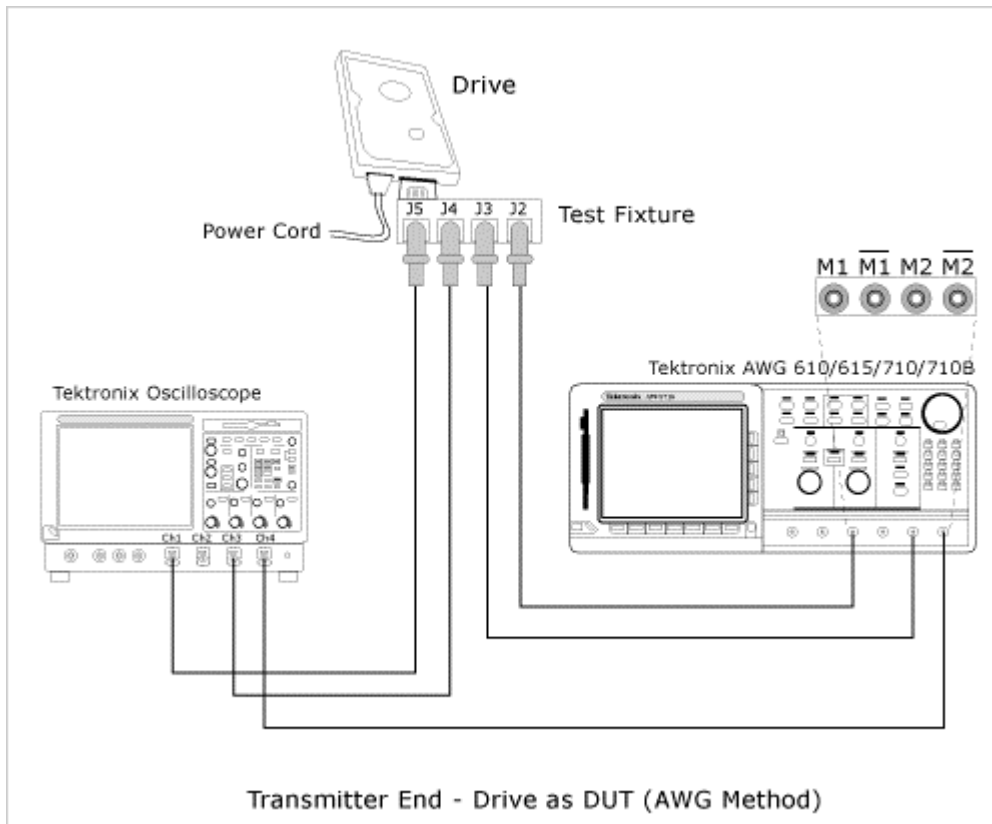 Drive
J5 J4 J3 J2
Test Fixture
Power Cord
M1 M1 M2 M2
Tektronix AWG 610/615/710/710B
Tektronix Oscilloscope
Tektronix
Ch1 Ch2 Ch3 Ch4
Transmitter End - Drive as DUT (AWG Method)